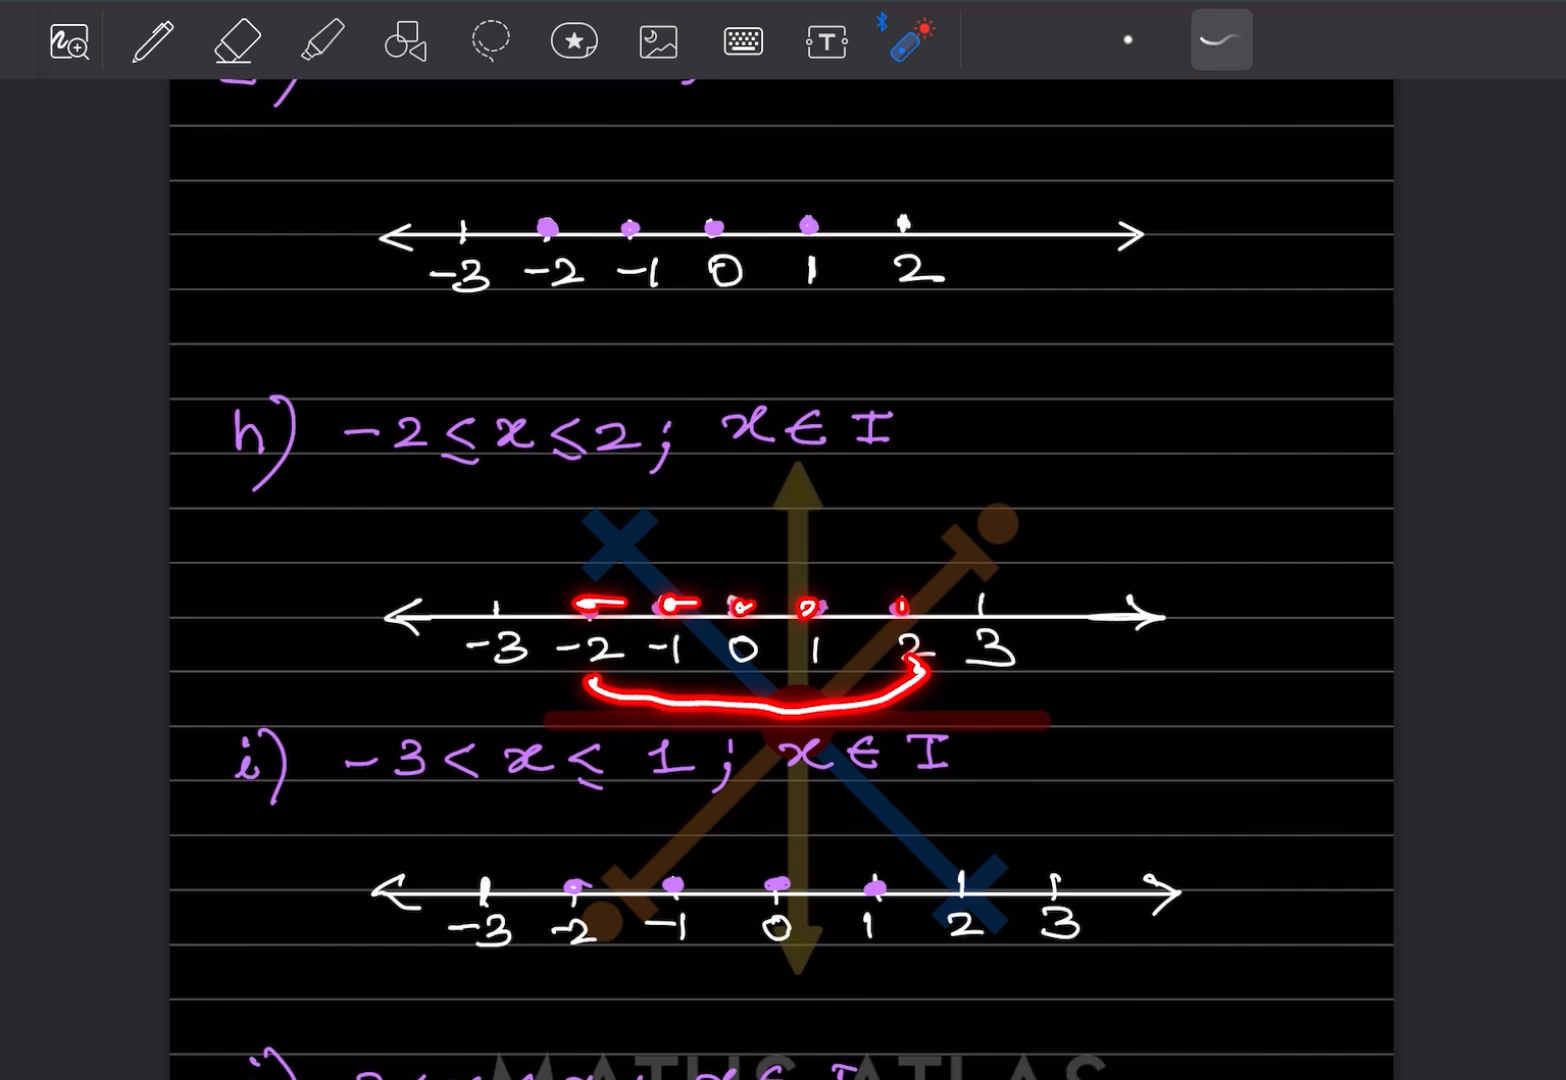 -3 -2 -1 0 1 2
h) -2 ≤ x ≤ 2; x ∈ I
-3 -2 -1 0 1 2 3
i) -3 < x ≤ 1; x ∈ I
-3 -2 -1 0 1 2 3
MATHS ATLAS